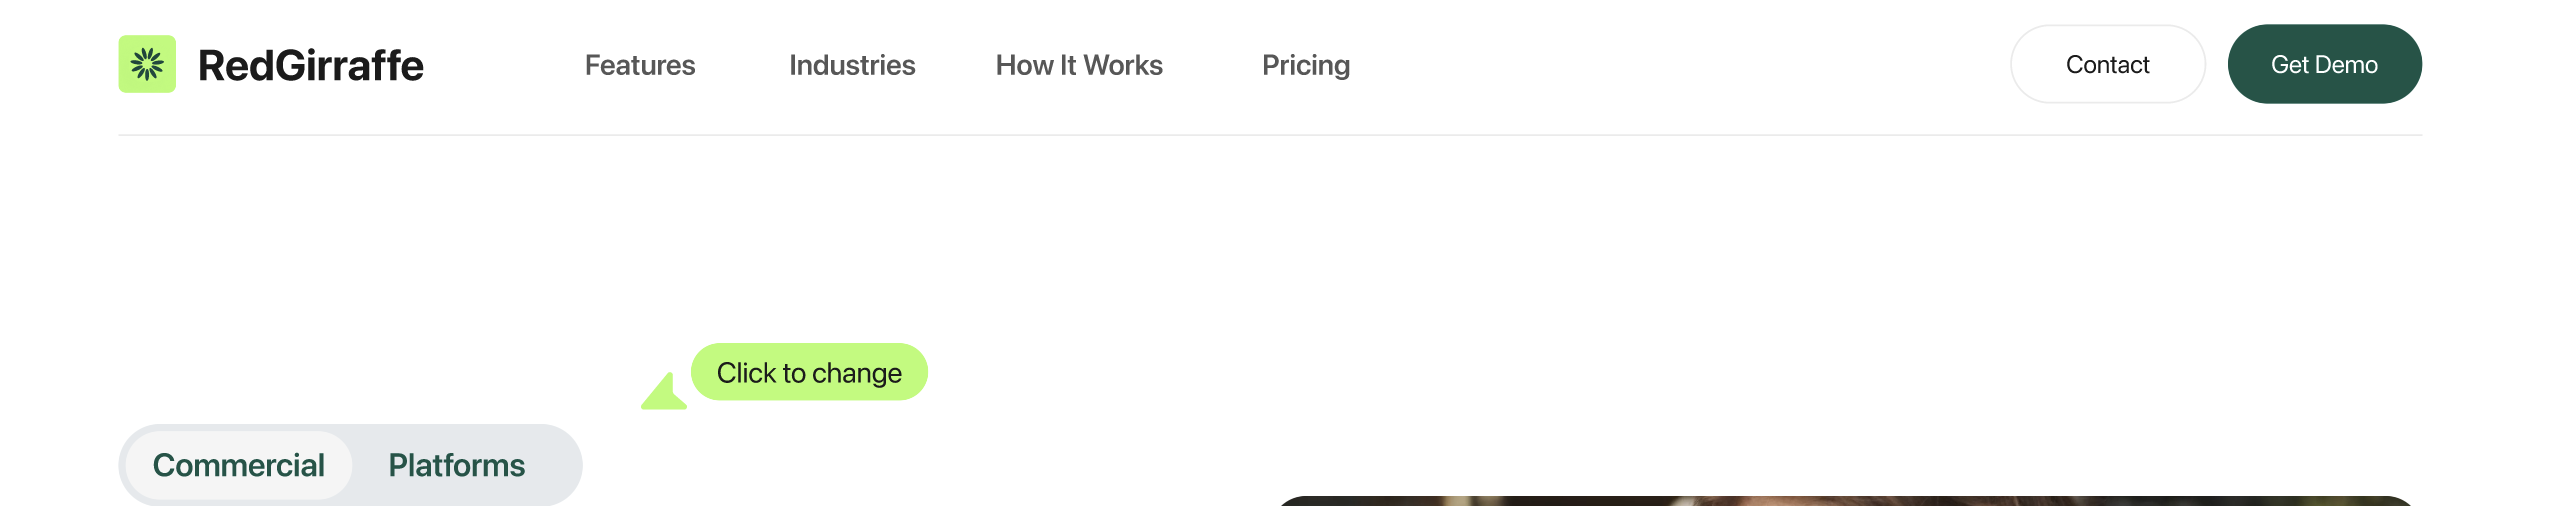 RedGirraffe
Features
Industries
How It Works
Pricing
Contact
Get Demo
Click to change
Commercial
Platforms